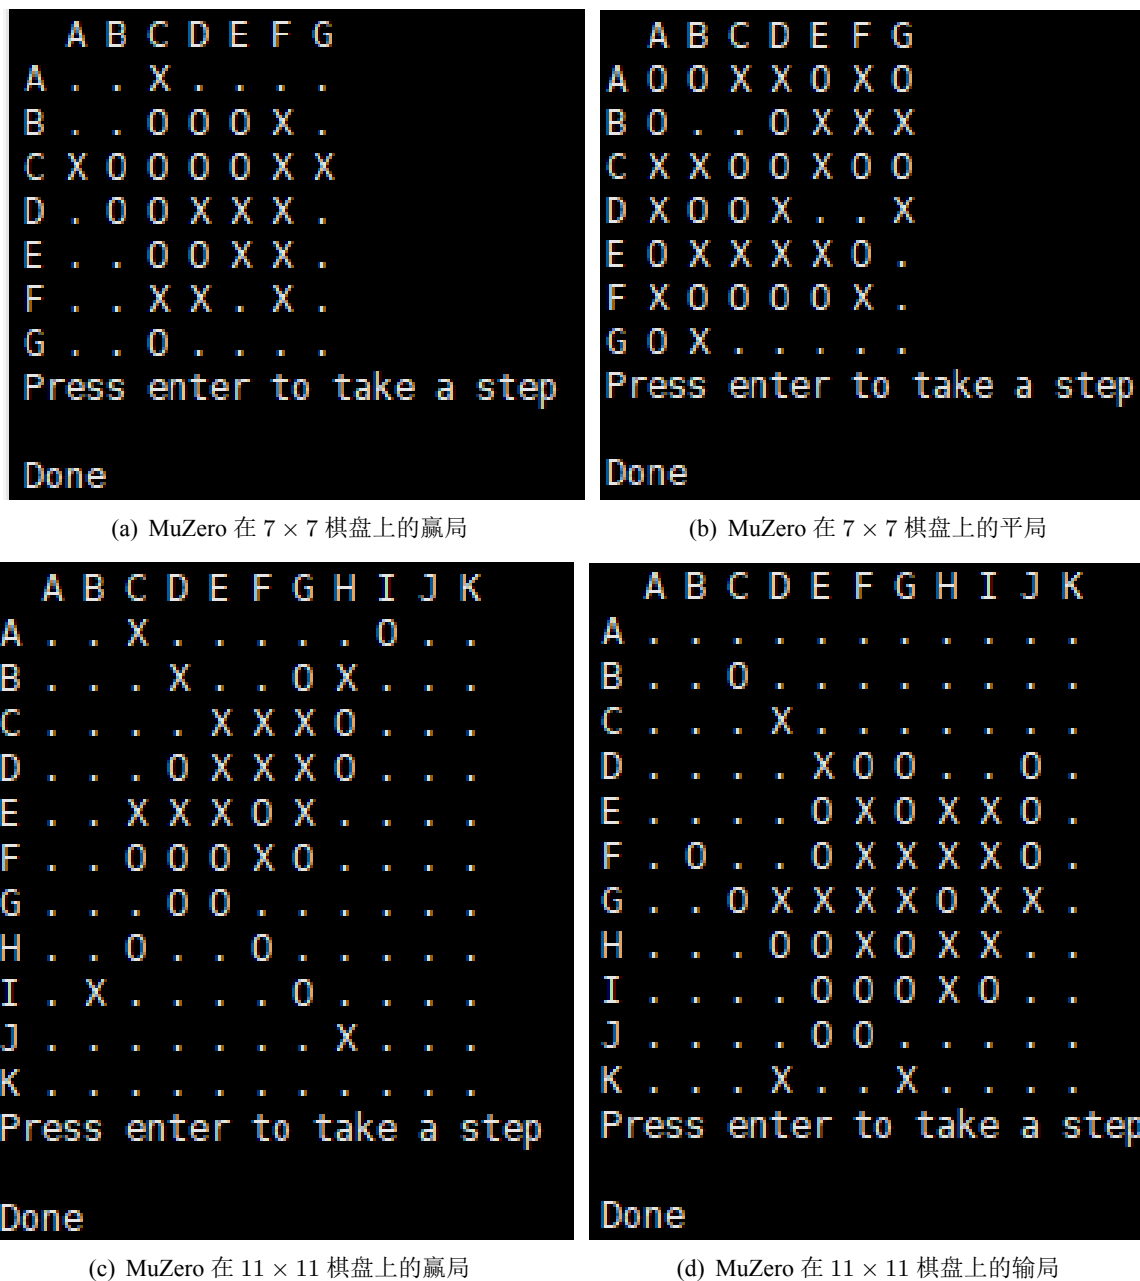 A B C D E F G
A . . X . . . .
B . . O O O X .
C X O O O O X X
D . O O X X X .
E . . O O X X .
F . . X X . X .
G . . O . . . .
Press enter to take a step
Done
(a) MuZero 在 7 × 7 棋盘上的赢局
A B C D E F G
A O O X X O X O
B O . . O X X X
C X X O O X O O
D X O O X . . X
E O X X X X O .
F X O O O O X .
G O X . . . . .
Press enter to take a step
Done
(b) MuZero 在 7 × 7 棋盘上的平局
A B C D E F G H I J K
A . . X . . . . . O . .
B . . . X . . O X . . .
C . . . . X X X O . . .
D . . . O X X X O . . .
E . . X X X O X . . . .
F . . O O O X O . . . .
G . . . O O . . . . . .
H . . O . . O . . . . .
I . X . . . . O . . . .
J . . . . . . . X . . .
K . . . . . . . . . . .
Press enter to take a step
Done
(c) MuZero 在 11 × 11 棋盘上的赢局
A B C D E F G H I J K
A . . . . . . . . . . .
B . . O . . . . . . . .
C . . . X . . . . . . .
D . . . . X O O . . O .
E . . . . O X O X X O .
F . O . . O X X X X O .
G . . O X X X X O X X .
H . . . O O X O X X . .
I . . . . O O O X O . .
J . . . . O O . . . . .
K . . . X . . X . . . .
Press enter to take a step
Done
(d) MuZero 在 11 × 11 棋盘上的输局